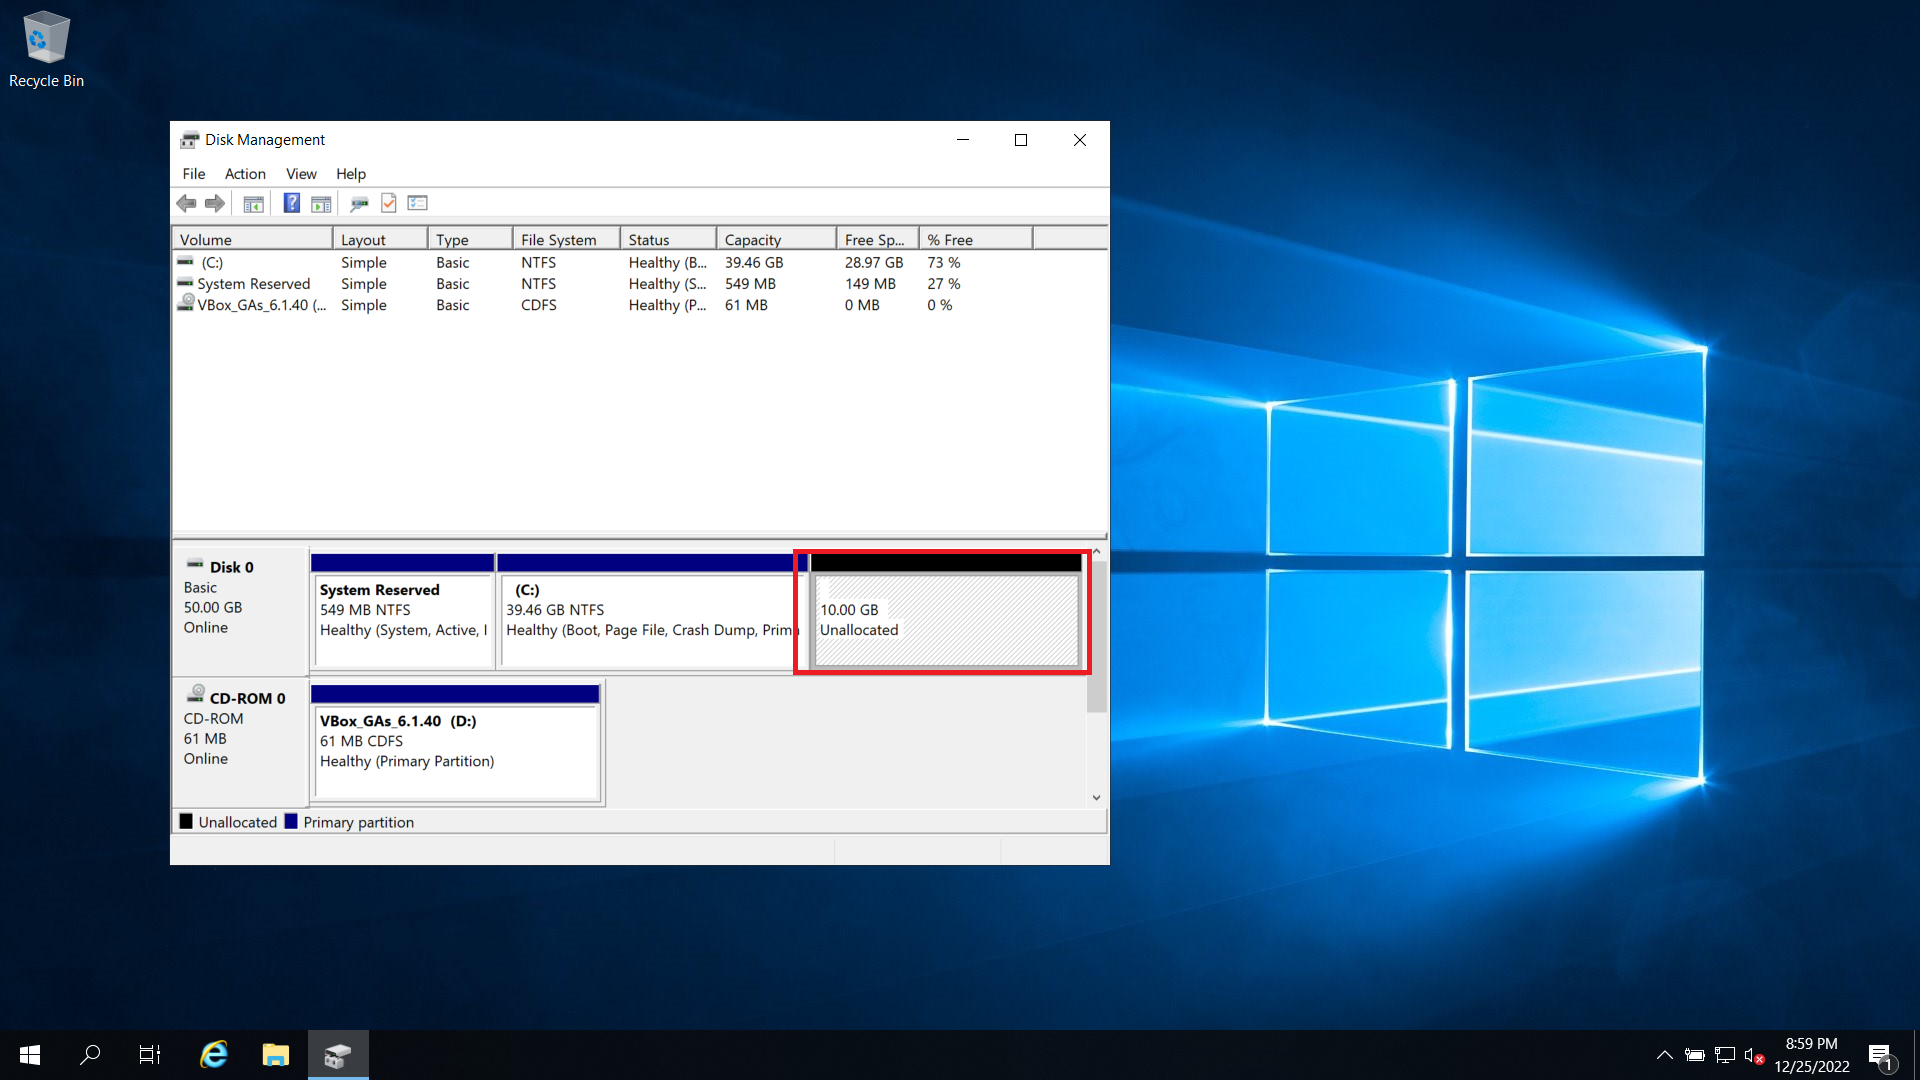 Recycle Bin
Disk Management
File Action View Help
Volume Layout Type File System Status Capacity Free Sp... % Free
(C:) Simple Basic NTFS Healthy (B... 39.46 GB 28.97 GB 73 %
System Reserved Simple Basic NTFS Healthy (S... 549 MB 149 MB 27 %
VBox_GAs_6.1.40 (... Simple Basic CDFS Healthy (P... 61 MB 0 MB 0 %
Disk 0
Basic
50.00 GB
Online
System Reserved
549 MB NTFS
Healthy (System, Active, I
(C:)
39.46 GB NTFS
Healthy (Boot, Page File, Crash Dump, Prima
10.00 GB
Unallocated
CD-ROM 0
CD-ROM
61 MB
Online
VBox_GAs_6.1.40 (D:)
61 MB CDFS
Healthy (Primary Partition)
Unallocated Primary partition
8:59 PM
12/25/2022
1